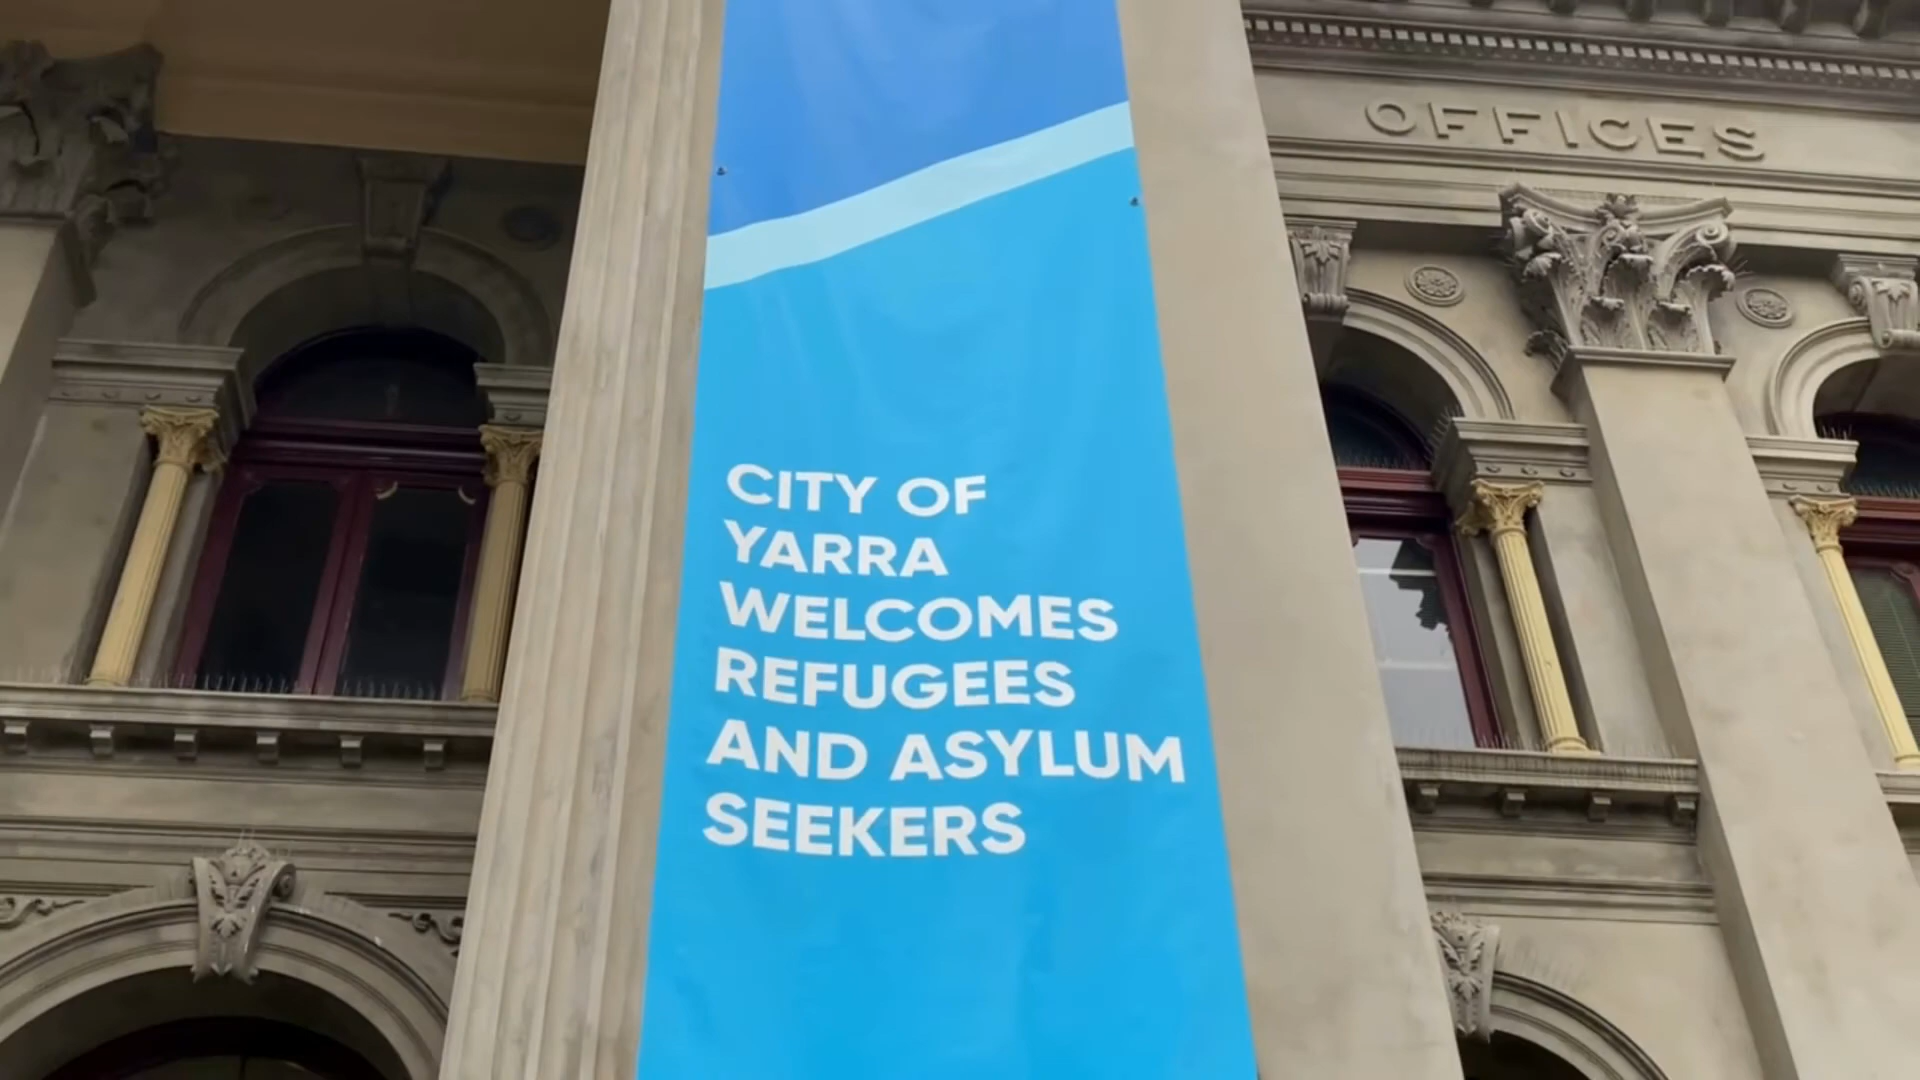 OFFICES
CITY OF
YARRA
WELCOMES
REFUGEES
AND ASYLUM
SEEKERS